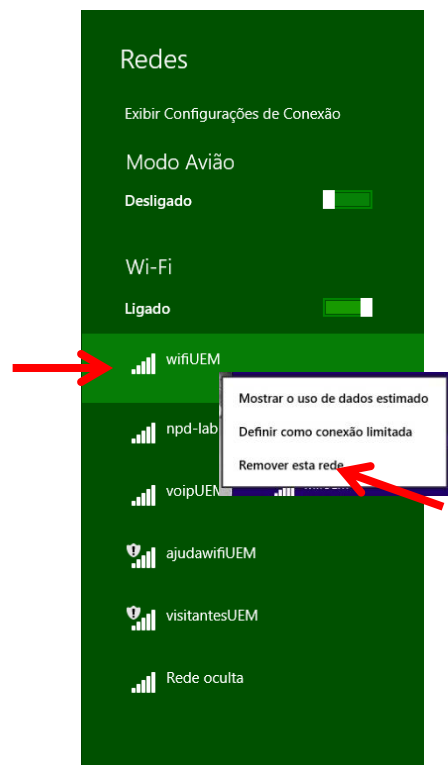 Redes
Exibir Configurações de Conexão
Modo Avião
Desligado
Wi-Fi
Ligado
wifiUEM
Mostrar o uso de dados estimado
Definir como conexão limitada
Remover esta rede
npd-lab
voipUEM
ajudawifiUEM
visitantesUEM
Rede oculta